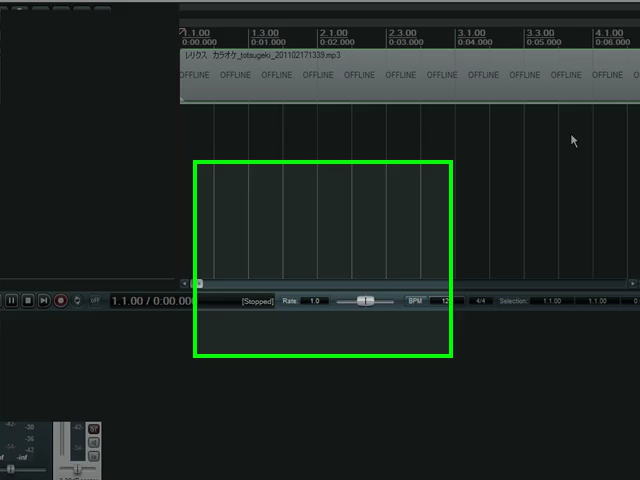 1.1.00 1.3.00 2.1.00 2.3.00 3.1.00 3.3.00 4.1.00
0:00.000 0:01.000 0:02.000 0:03.000 0:04.000 0:05.000 0:06.000
レリクス カラオケ_totsugeki_201102171339.mp3
OFFLINE OFFLINE OFFLINE OFFLINE OFFLINE OFFLINE OFFLINE OFFLINE OFFLINE OFFLINE OFFLINE
1.1.00 / 0:00.000 [Stopped] Rate: 1.0 BPM 4/4 Selection: 1.1.00 1.1.00
-42- -30 -42-
-36
-54- -42 -54-
-inf